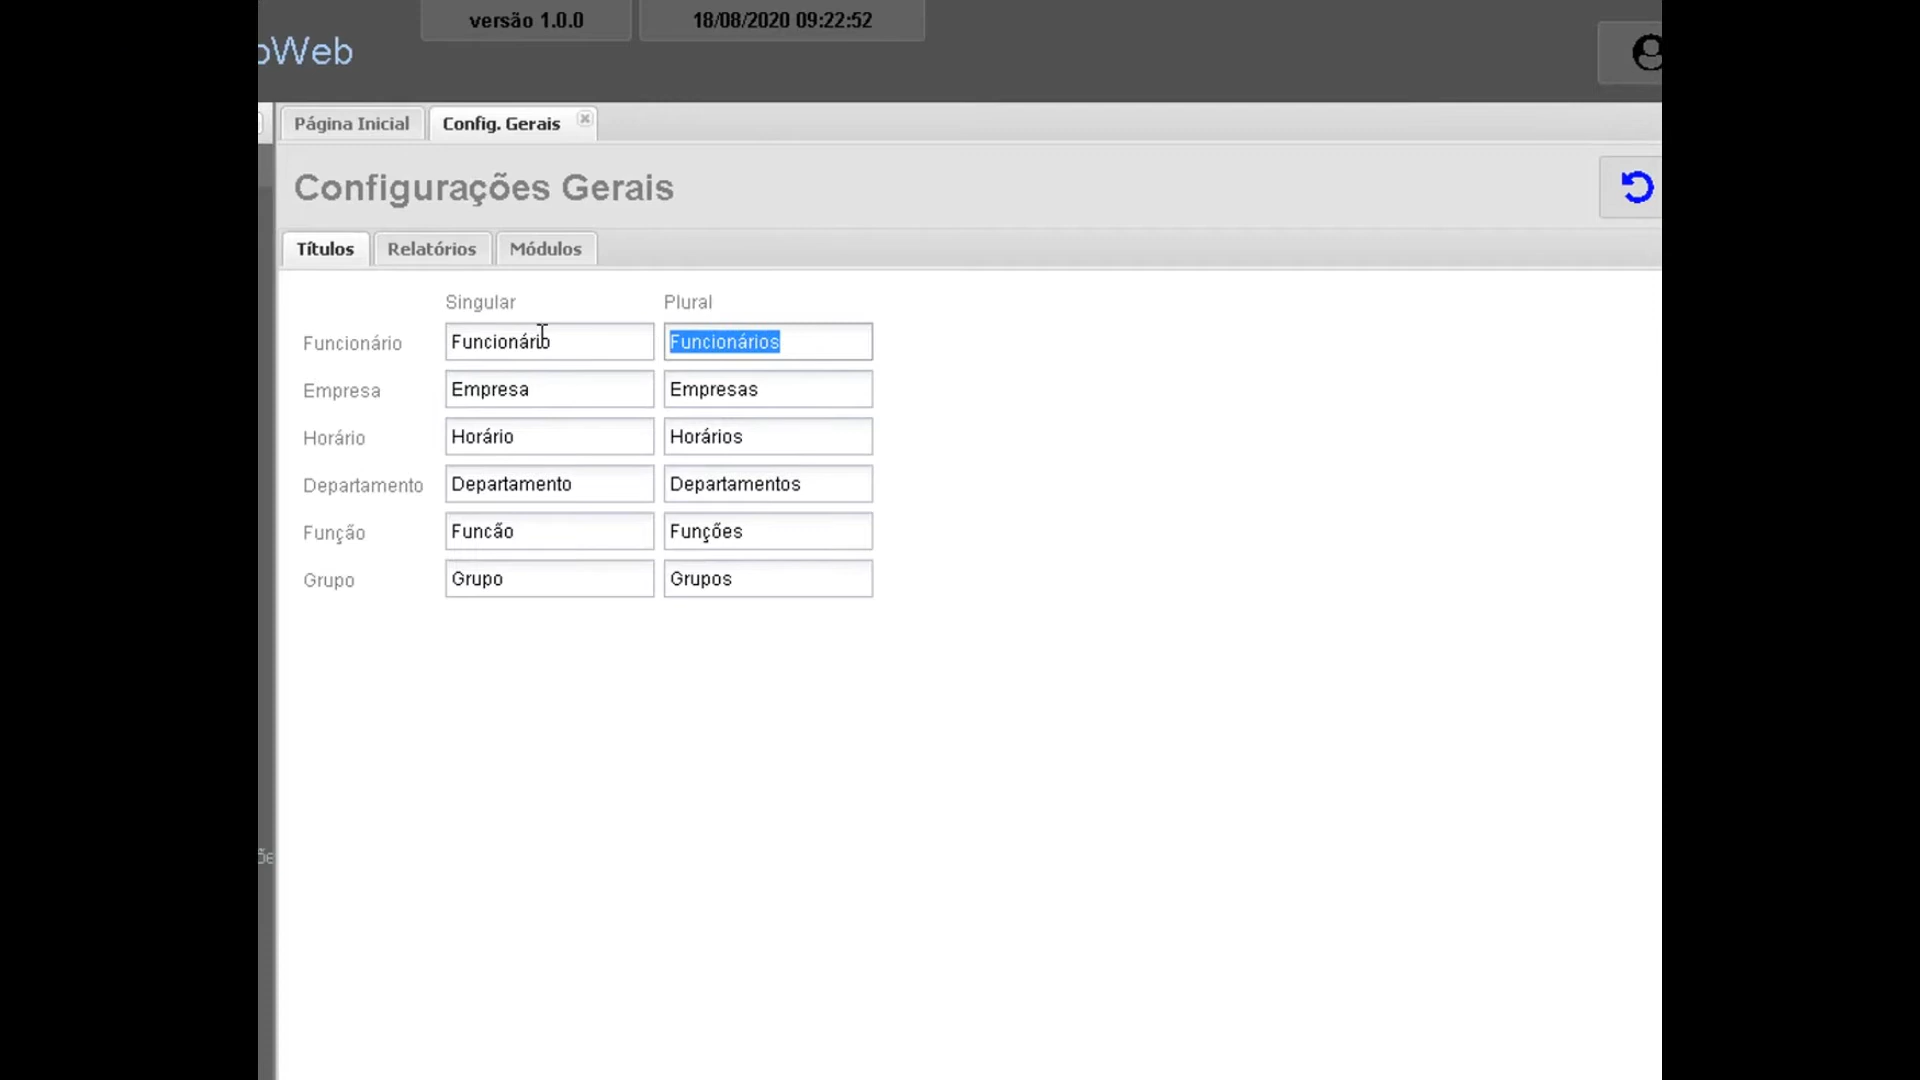 versão 1.0.0 18/08/2020 09:22:52
oWeb
Página Inicial Config. Gerais
Configurações Gerais
Títulos Relatórios Módulos
Singular Plural
Funcionário Funcionário Funcionários
Empresa Empresa Empresas
Horário Horário Horários
Departamento Departamento Departamentos
Função Funcão Funções
Grupo Grupo Grupos
õe